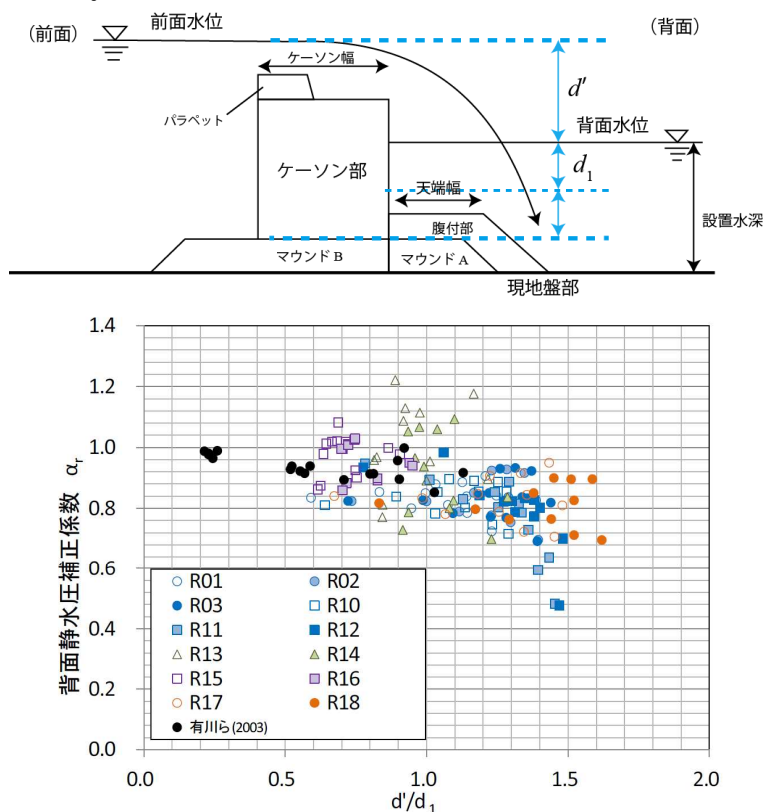 （前面）
前面水位
（背面）
ケーソン幅
d′
パラペット
背面水位
ケーソン部
d₁
天端幅
設置水深
腹付部
マウンド B
マウンド A
現地盤部
背面静水圧補正係数 αr
1.4
1.2
1.0
0.8
0.6
0.4
0.2
0.0
R01 R02
R03 R10
R11 R12
R13 R14
R15 R16
R17 R18
有川ら(2003)
0.0 0.5 1.0 1.5 2.0
d'/d₁